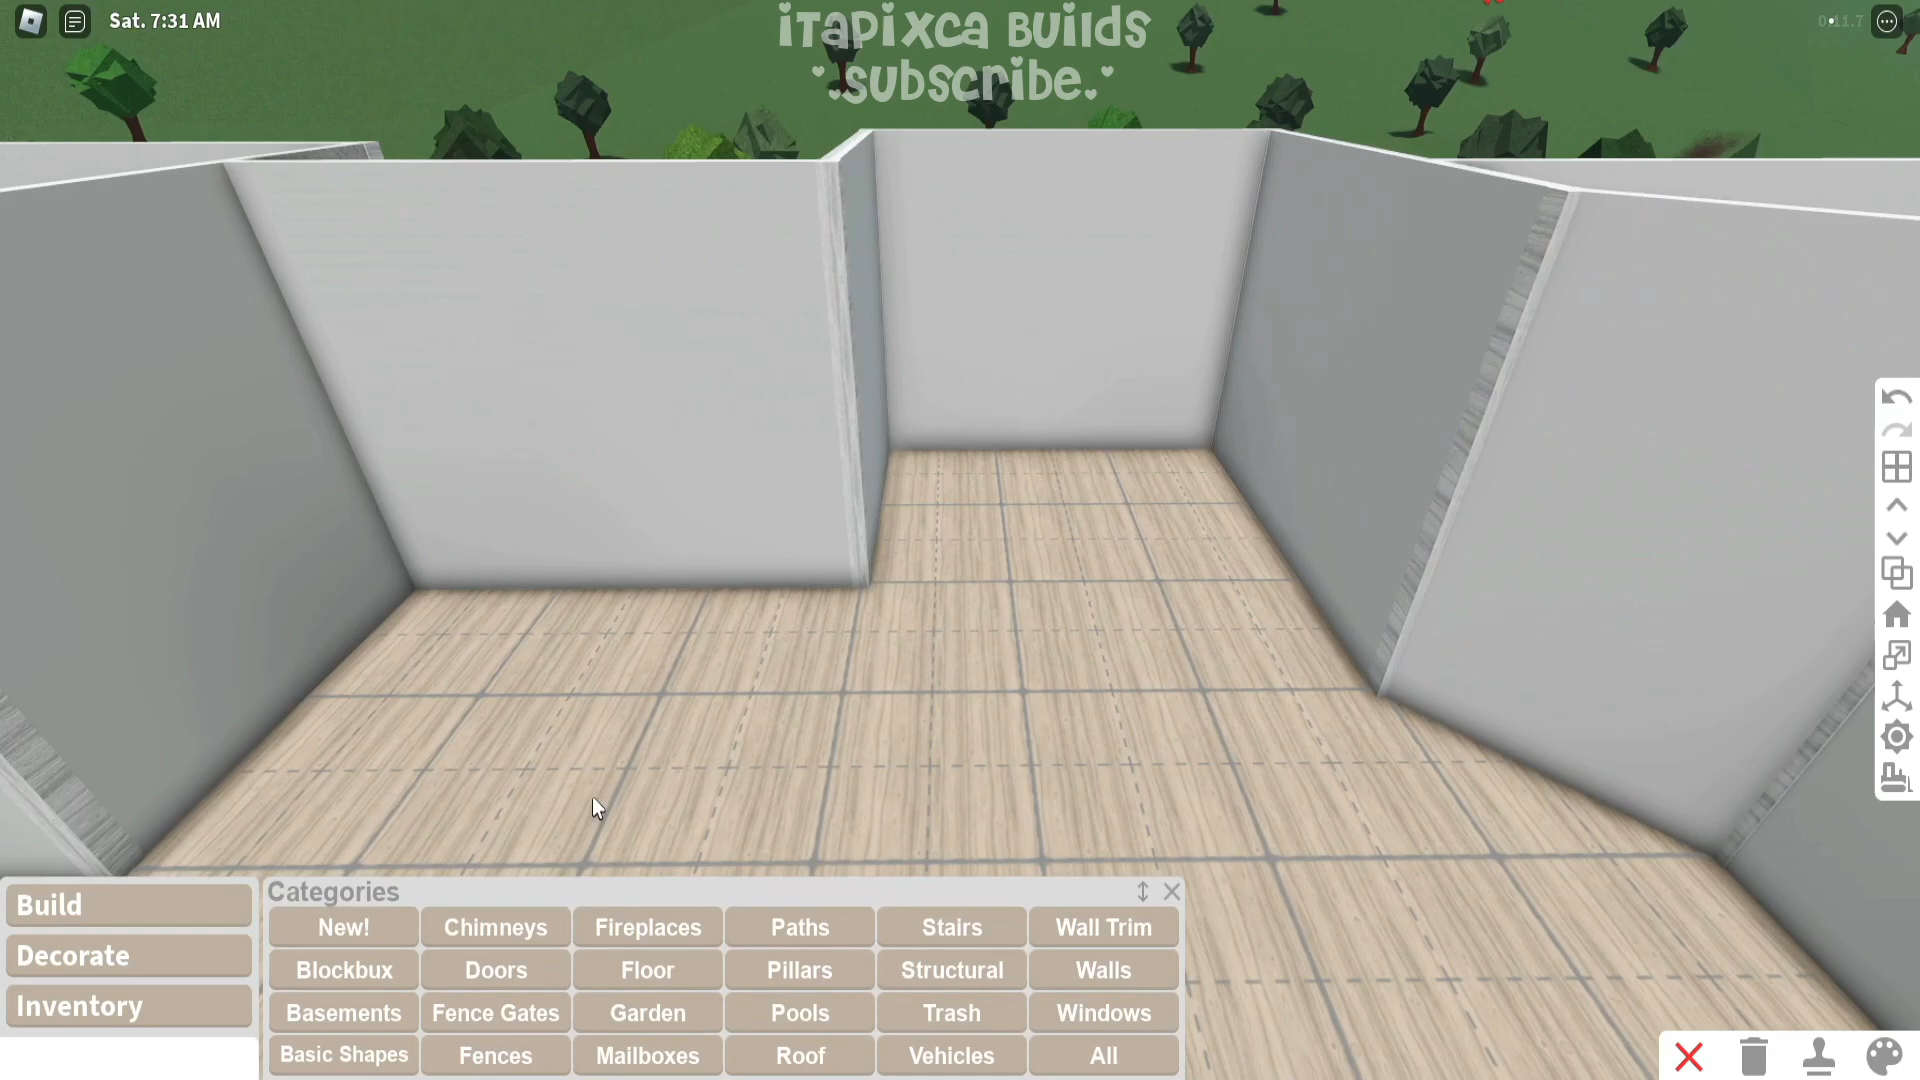 Sat. 7:31 AM
iTAPiXCA BUiLDS
SUBSCRiBE.
Build
Decorate
Inventory
Categories
New! Chimneys Fireplaces Paths Stairs Wall Trim
Blockbux Doors Floor Pillars Structural Walls
Basements Fence Gates Garden Pools Trash Windows
Basic Shapes Fences Mailboxes Roof Vehicles All